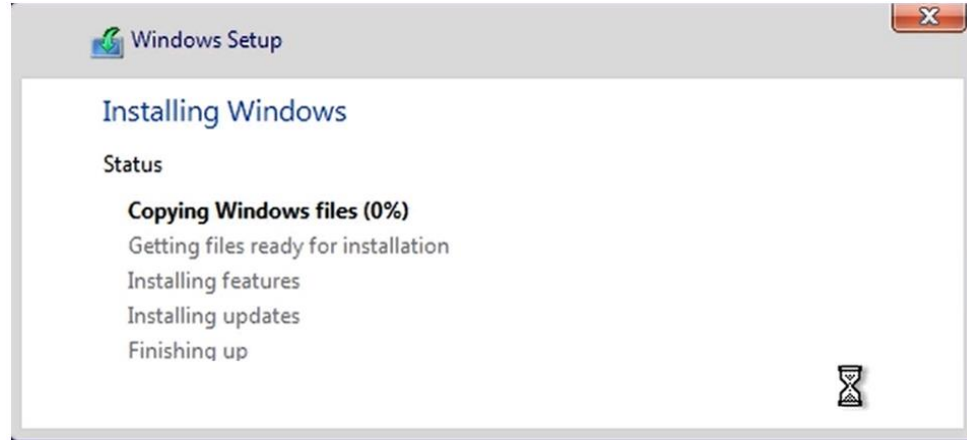 Windows Setup
Installing Windows
Status
Copying Windows files (0%)
Getting files ready for installation
Installing features
Installing updates
Finishing up